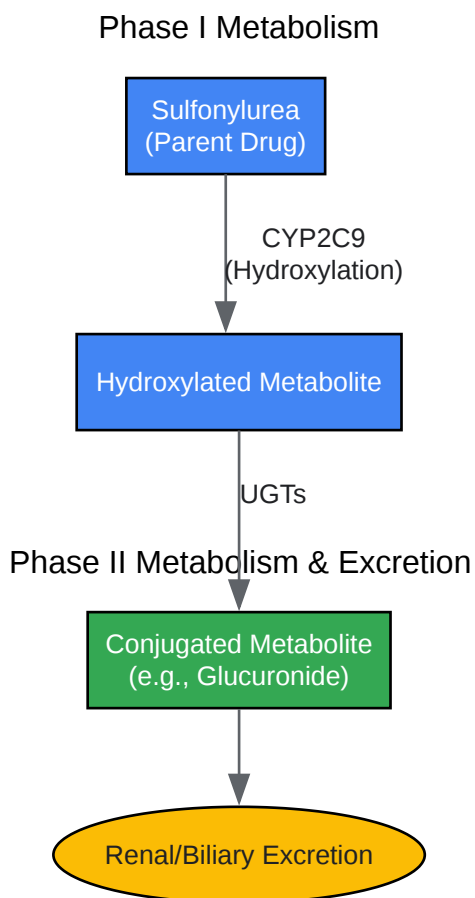 Phase I Metabolism
Sulfonylurea
(Parent Drug)
CYP2C9
(Hydroxylation)
Hydroxylated Metabolite
UGTs
Phase II Metabolism & Excretion
Conjugated Metabolite
(e.g., Glucuronide)
Renal/Biliary Excretion